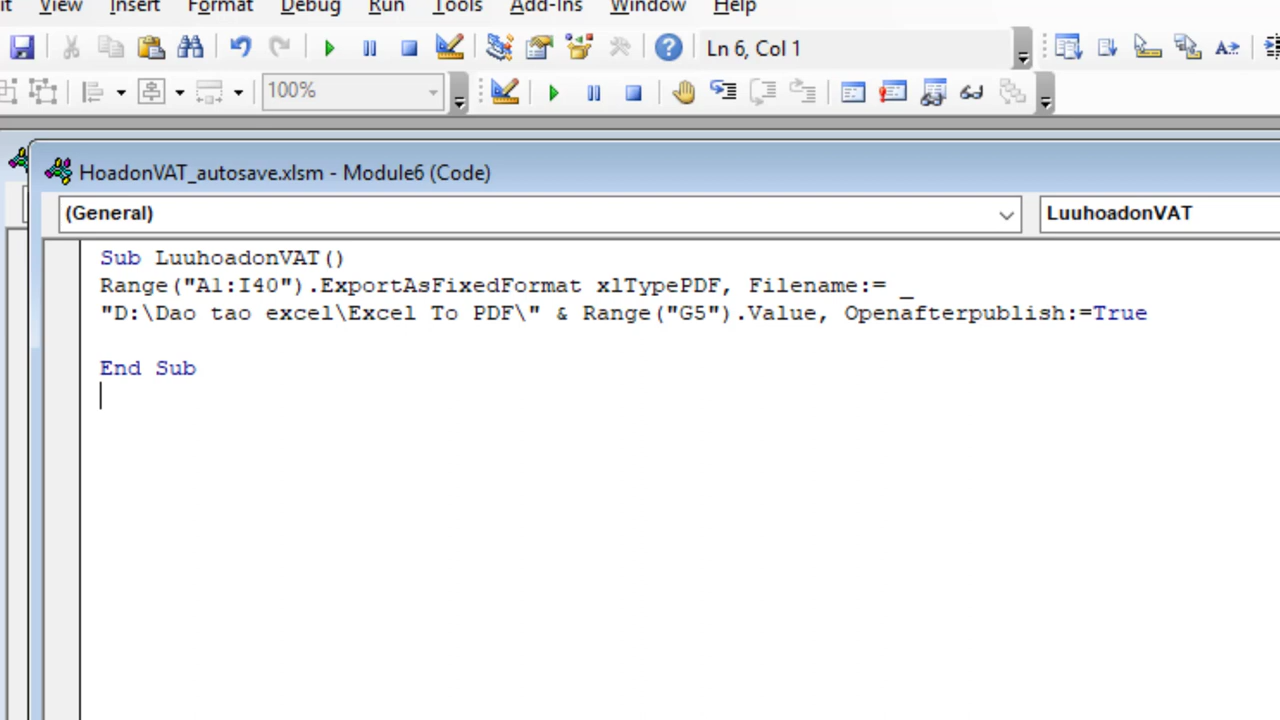 View Insert Format Debug Run Tools Add-Ins Window Help
Ln 6, Col 1
100%
HoadonVAT_autosave.xlsm - Module6 (Code)
(General) LuuhoadonVAT
Sub LuuhoadonVAT()
Range("A1:I40").ExportAsFixedFormat xlTypePDF, Filename:= _
"D:\Dao tao excel\Excel To PDF\" & Range("G5").Value, Openafterpublish:=True
End Sub